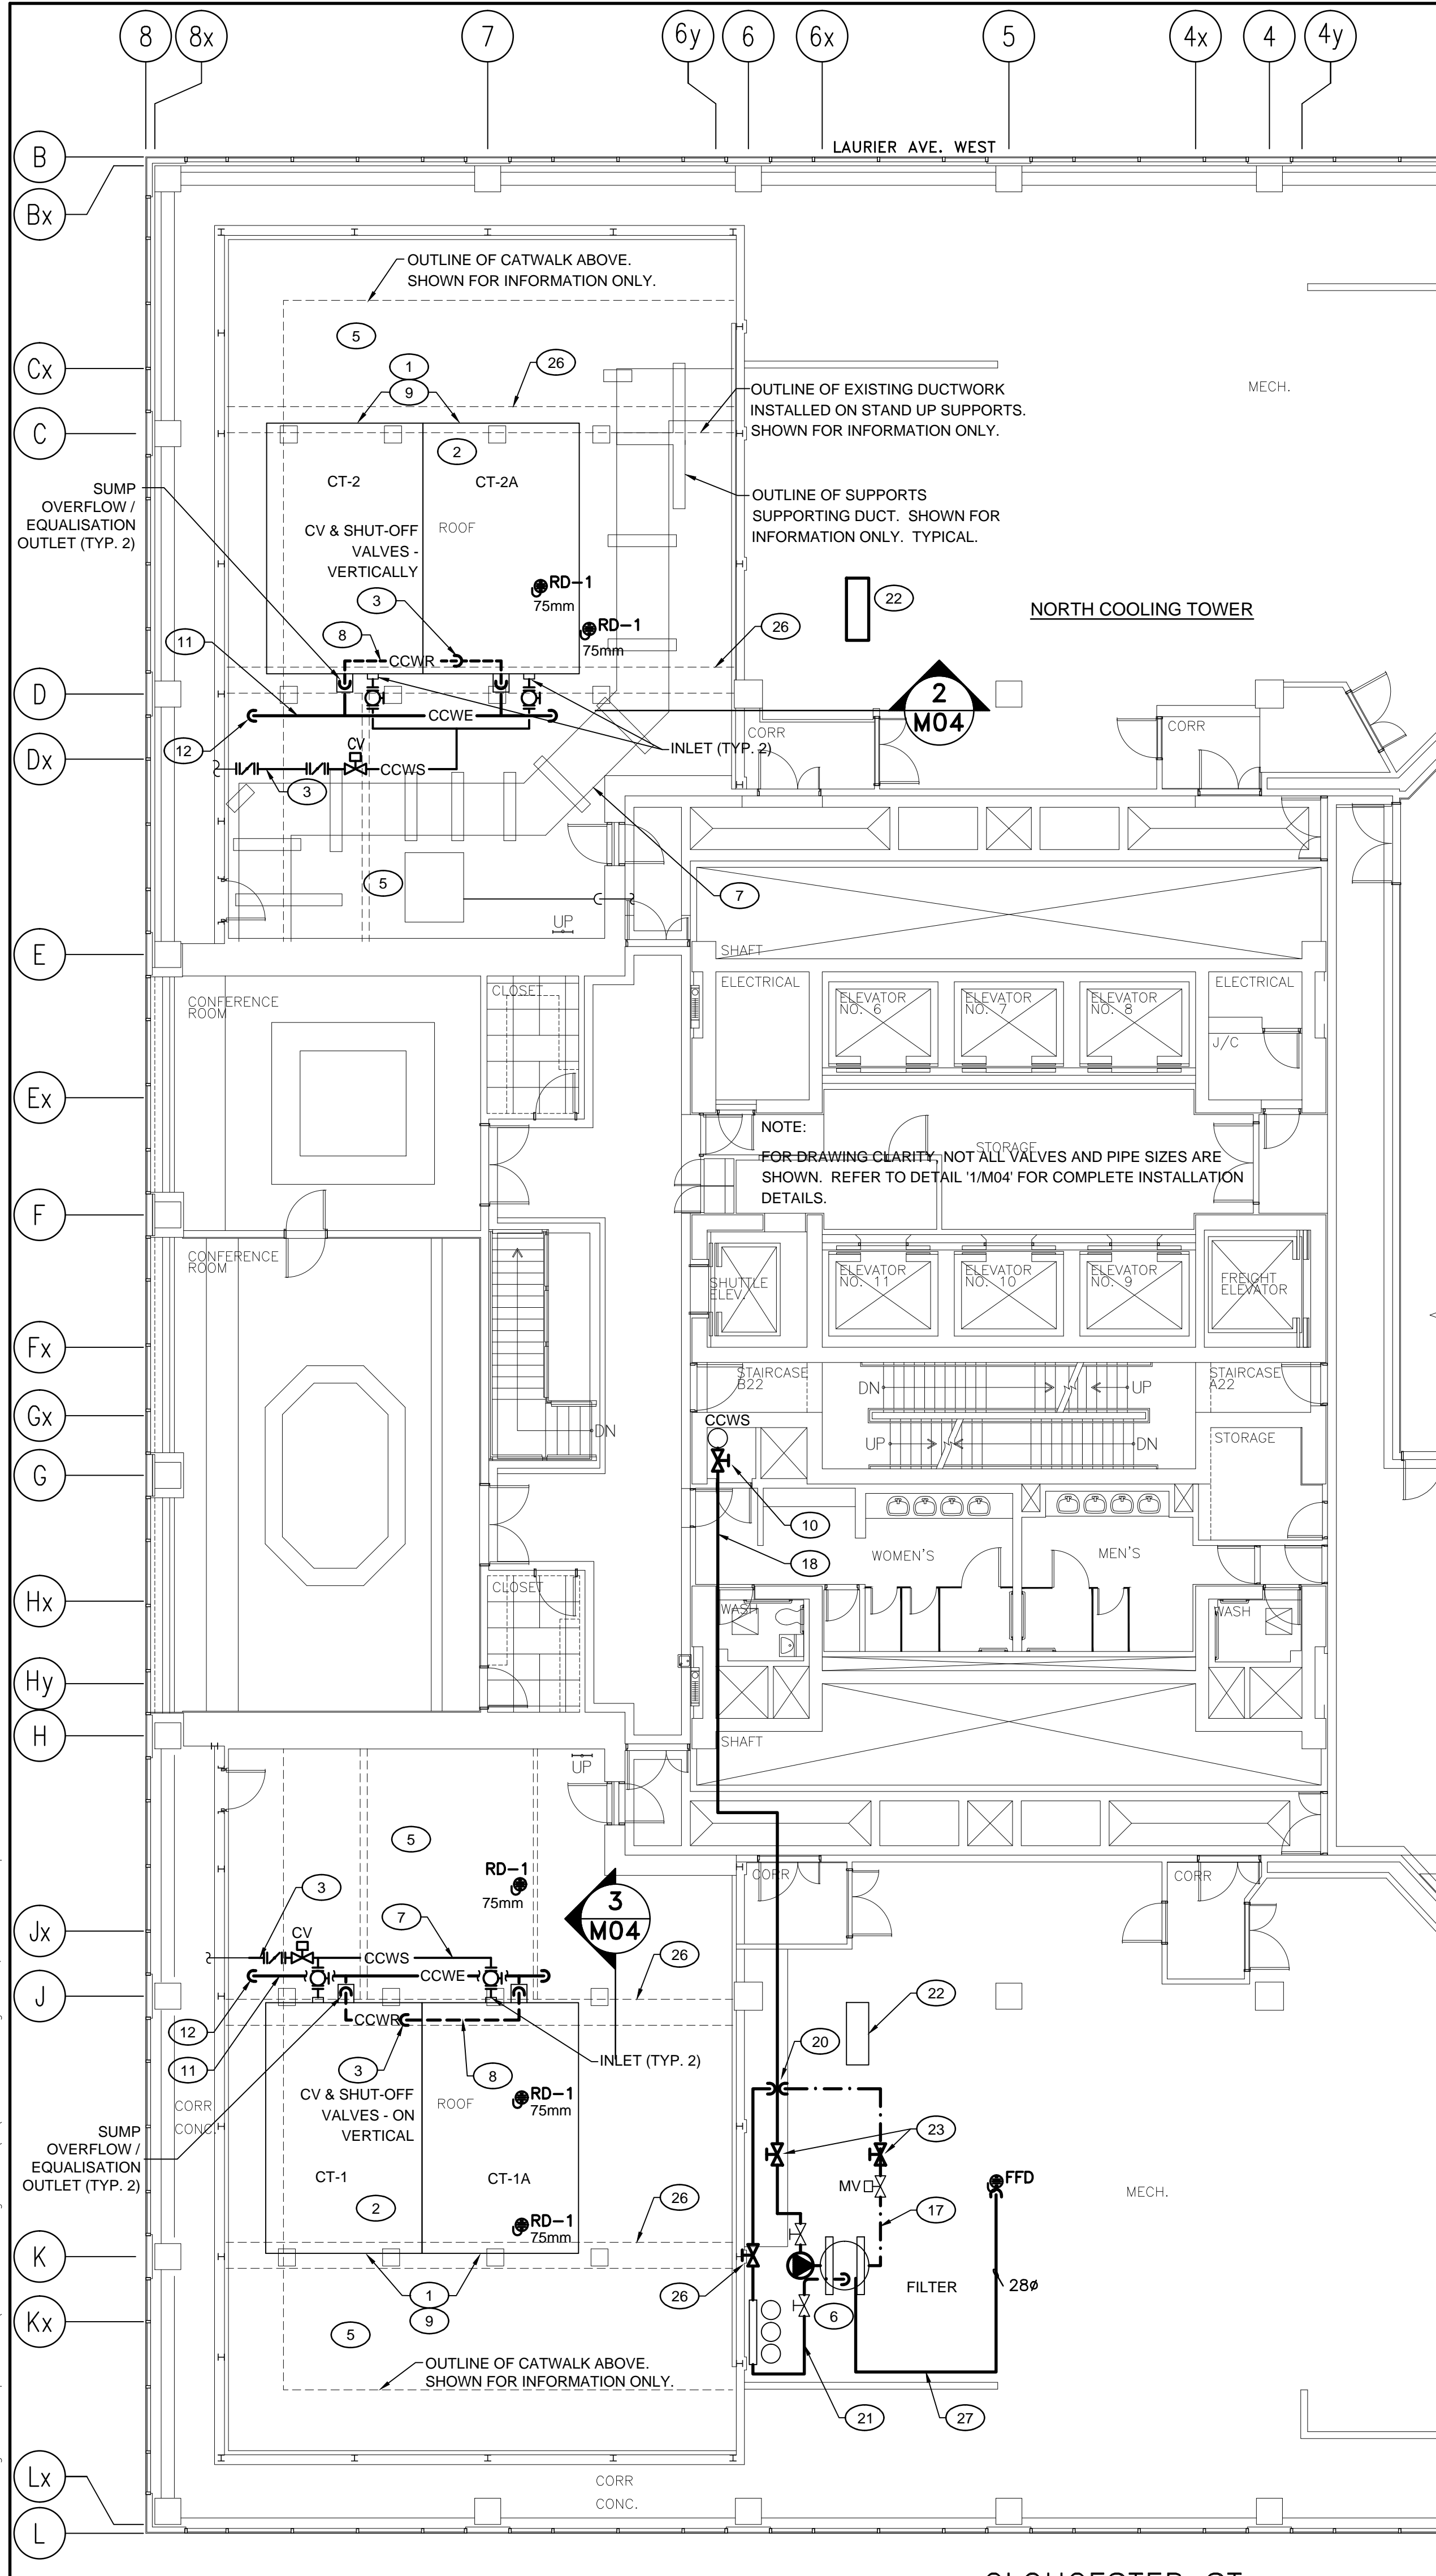 8
8x
7
6y
6
6x
5
4x
4
4y
B
Bx
Cx
C
D
Dx
E
Ex
F
Fx
Gx
G
Hx
Hy
H
Jx
J
K
Kx
Lx
L
LAURIER AVE. WEST
OUTLINE OF CATWALK ABOVE.
SHOWN FOR INFORMATION ONLY.
5
1
9
26
OUTLINE OF EXISTING DUCTWORK
INSTALLED ON STAND UP SUPPORTS.
SHOWN FOR INFORMATION ONLY.
MECH.
2
CT-2
CT-2A
SUMP
OVERFLOW /
EQUALISATION
OUTLET (TYP. 2)
OUTLINE OF SUPPORTS
SUPPORTING DUCT. SHOWN FOR
INFORMATION ONLY. TYPICAL.
CV & SHUT-OFF
VALVES -
VERTICALLY
ROOF
RD-1
75mm
3
22
NORTH COOLING TOWER
RD-1
75mm
26
8
11
CCWR
2
M04
CCWE
12
CV
INLET (TYP. 2)
CCWS
3
CORR
CORR
5
7
UP
SHAFT
CONFERENCE
ROOM
CLOSET
ELECTRICAL
ELEVATOR
NO. 6
ELEVATOR
NO. 7
ELEVATOR
NO. 8
ELECTRICAL
J/C
NOTE:
STORAGE
FOR DRAWING CLARITY NOT ALL VALVES AND PIPE SIZES ARE
SHOWN. REFER TO DETAIL '1/M04' FOR COMPLETE INSTALLATION
DETAILS.
CONFERENCE
ROOM
SHUTTLE
ELEV.
ELEVATOR
NO. 11
ELEVATOR
NO. 10
ELEVATOR
NO. 9
FREIGHT
ELEVATOR
STAIRCASE
B22
DN
UP
STAIRCASE
A22
CCWS
DN
UP
DN
STORAGE
10
18
WOMEN'S
MEN'S
CLOSET
WASH
WASH
SHAFT
UP
5
RD-1
75mm
3
7
3
M04
CORR
CORR
CV
CCWS
CCWE
26
12
CCWR
22
11
3
8
INLET (TYP. 2)
20
CV & SHUT-OFF
VALVES - ON
VERTICAL
ROOF
RD-1
75mm
CORR
CONC.
SUMP
OVERFLOW /
EQUALISATION
OUTLET (TYP. 2)
CT-1
CT-1A
2
23
MV
FFD
MECH.
17
26
RD-1
75mm
1
9
26
FILTER
28ø
6
5
OUTLINE OF CATWALK ABOVE.
SHOWN FOR INFORMATION ONLY.
21
27
CORR
CONC.